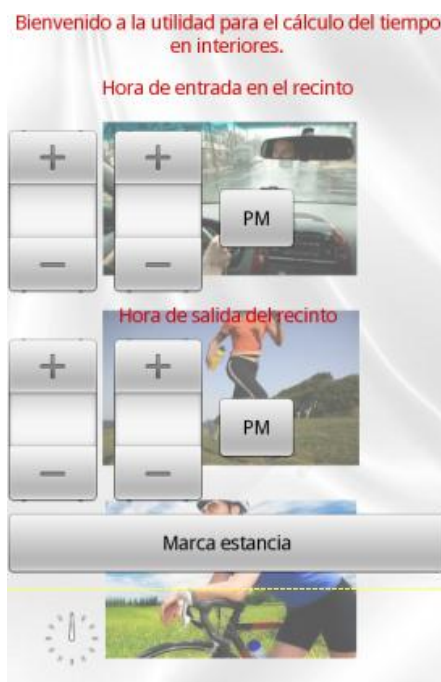 Bienvenido a la utilidad para el cálculo del tiempo
en interiores.
Hora de entrada en el recinto
+ +
PM
− −
Hora de salida del recinto
+ +
PM
− −
Marca estancia